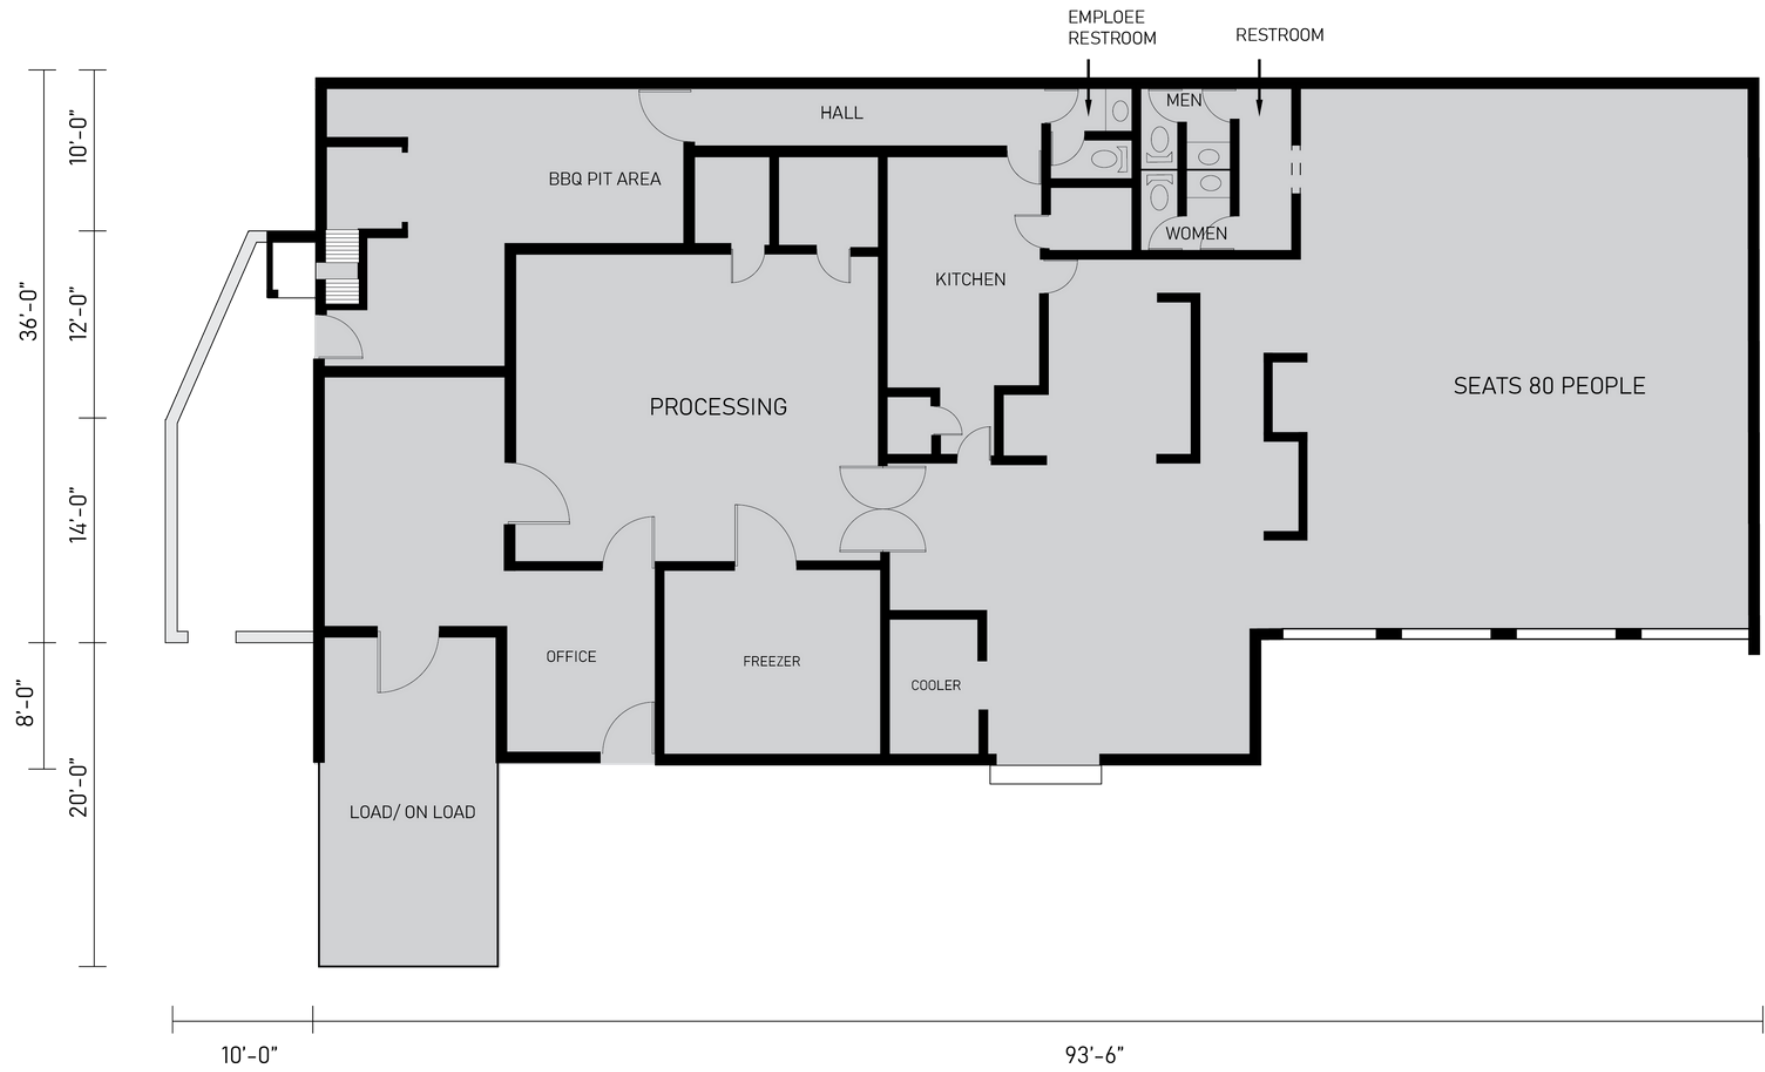 EMPLOEE
RESTROOM
RESTROOM
MEN
HALL
10'-0"
BBQ PIT AREA
WOMEN
KITCHEN
36'-0"
12'-0"
SEATS 80 PEOPLE
PROCESSING
14'-0"
OFFICE
FREEZER
COOLER
8'-0"
20'-0"
LOAD/ ON LOAD
10'-0"
93'-6"